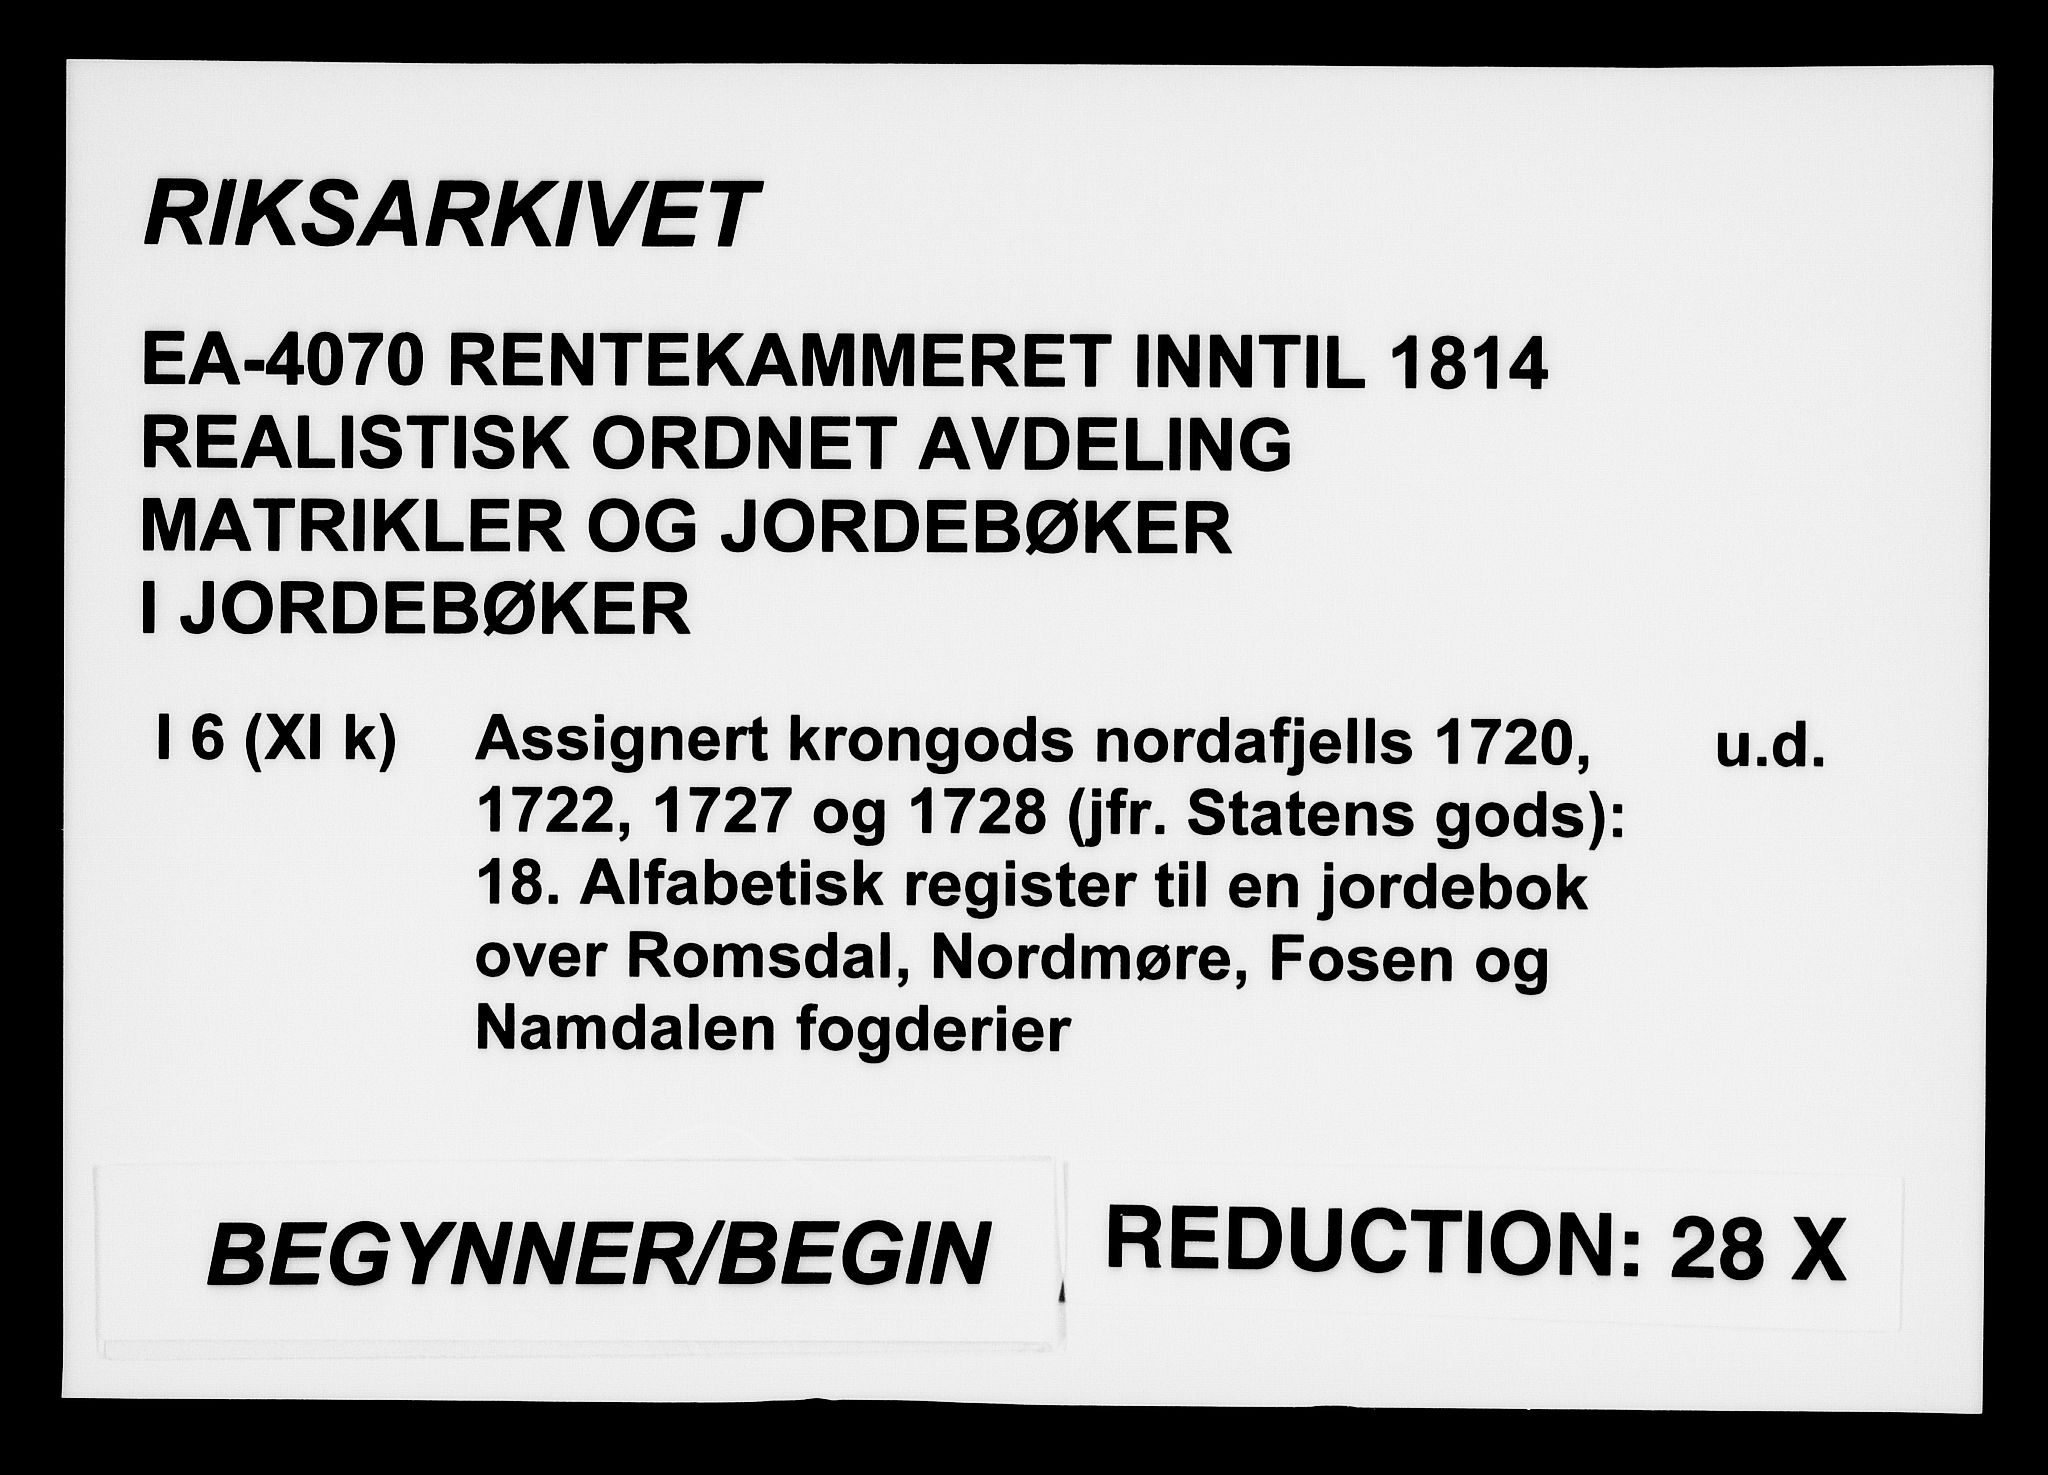 RIKSARKIVET
EA-4070 RENTEKAMMERET INNTIL 1814
REALISTISK ORDNET AVDELING
MATRIKLER OG JORDEBØKER
I JORDEBØKER
I 6 (XI k) Assignert krongods nordafjells 1720, u.d.
1722, 1727 og 1728 (jfr. Statens gods):
18. Alfabetisk register til en jordebok
over Romsdal, Nordmøre, Fosen og
Namdalen fogderier
BEGYNNER/BEGIN REDUCTION: 28 X